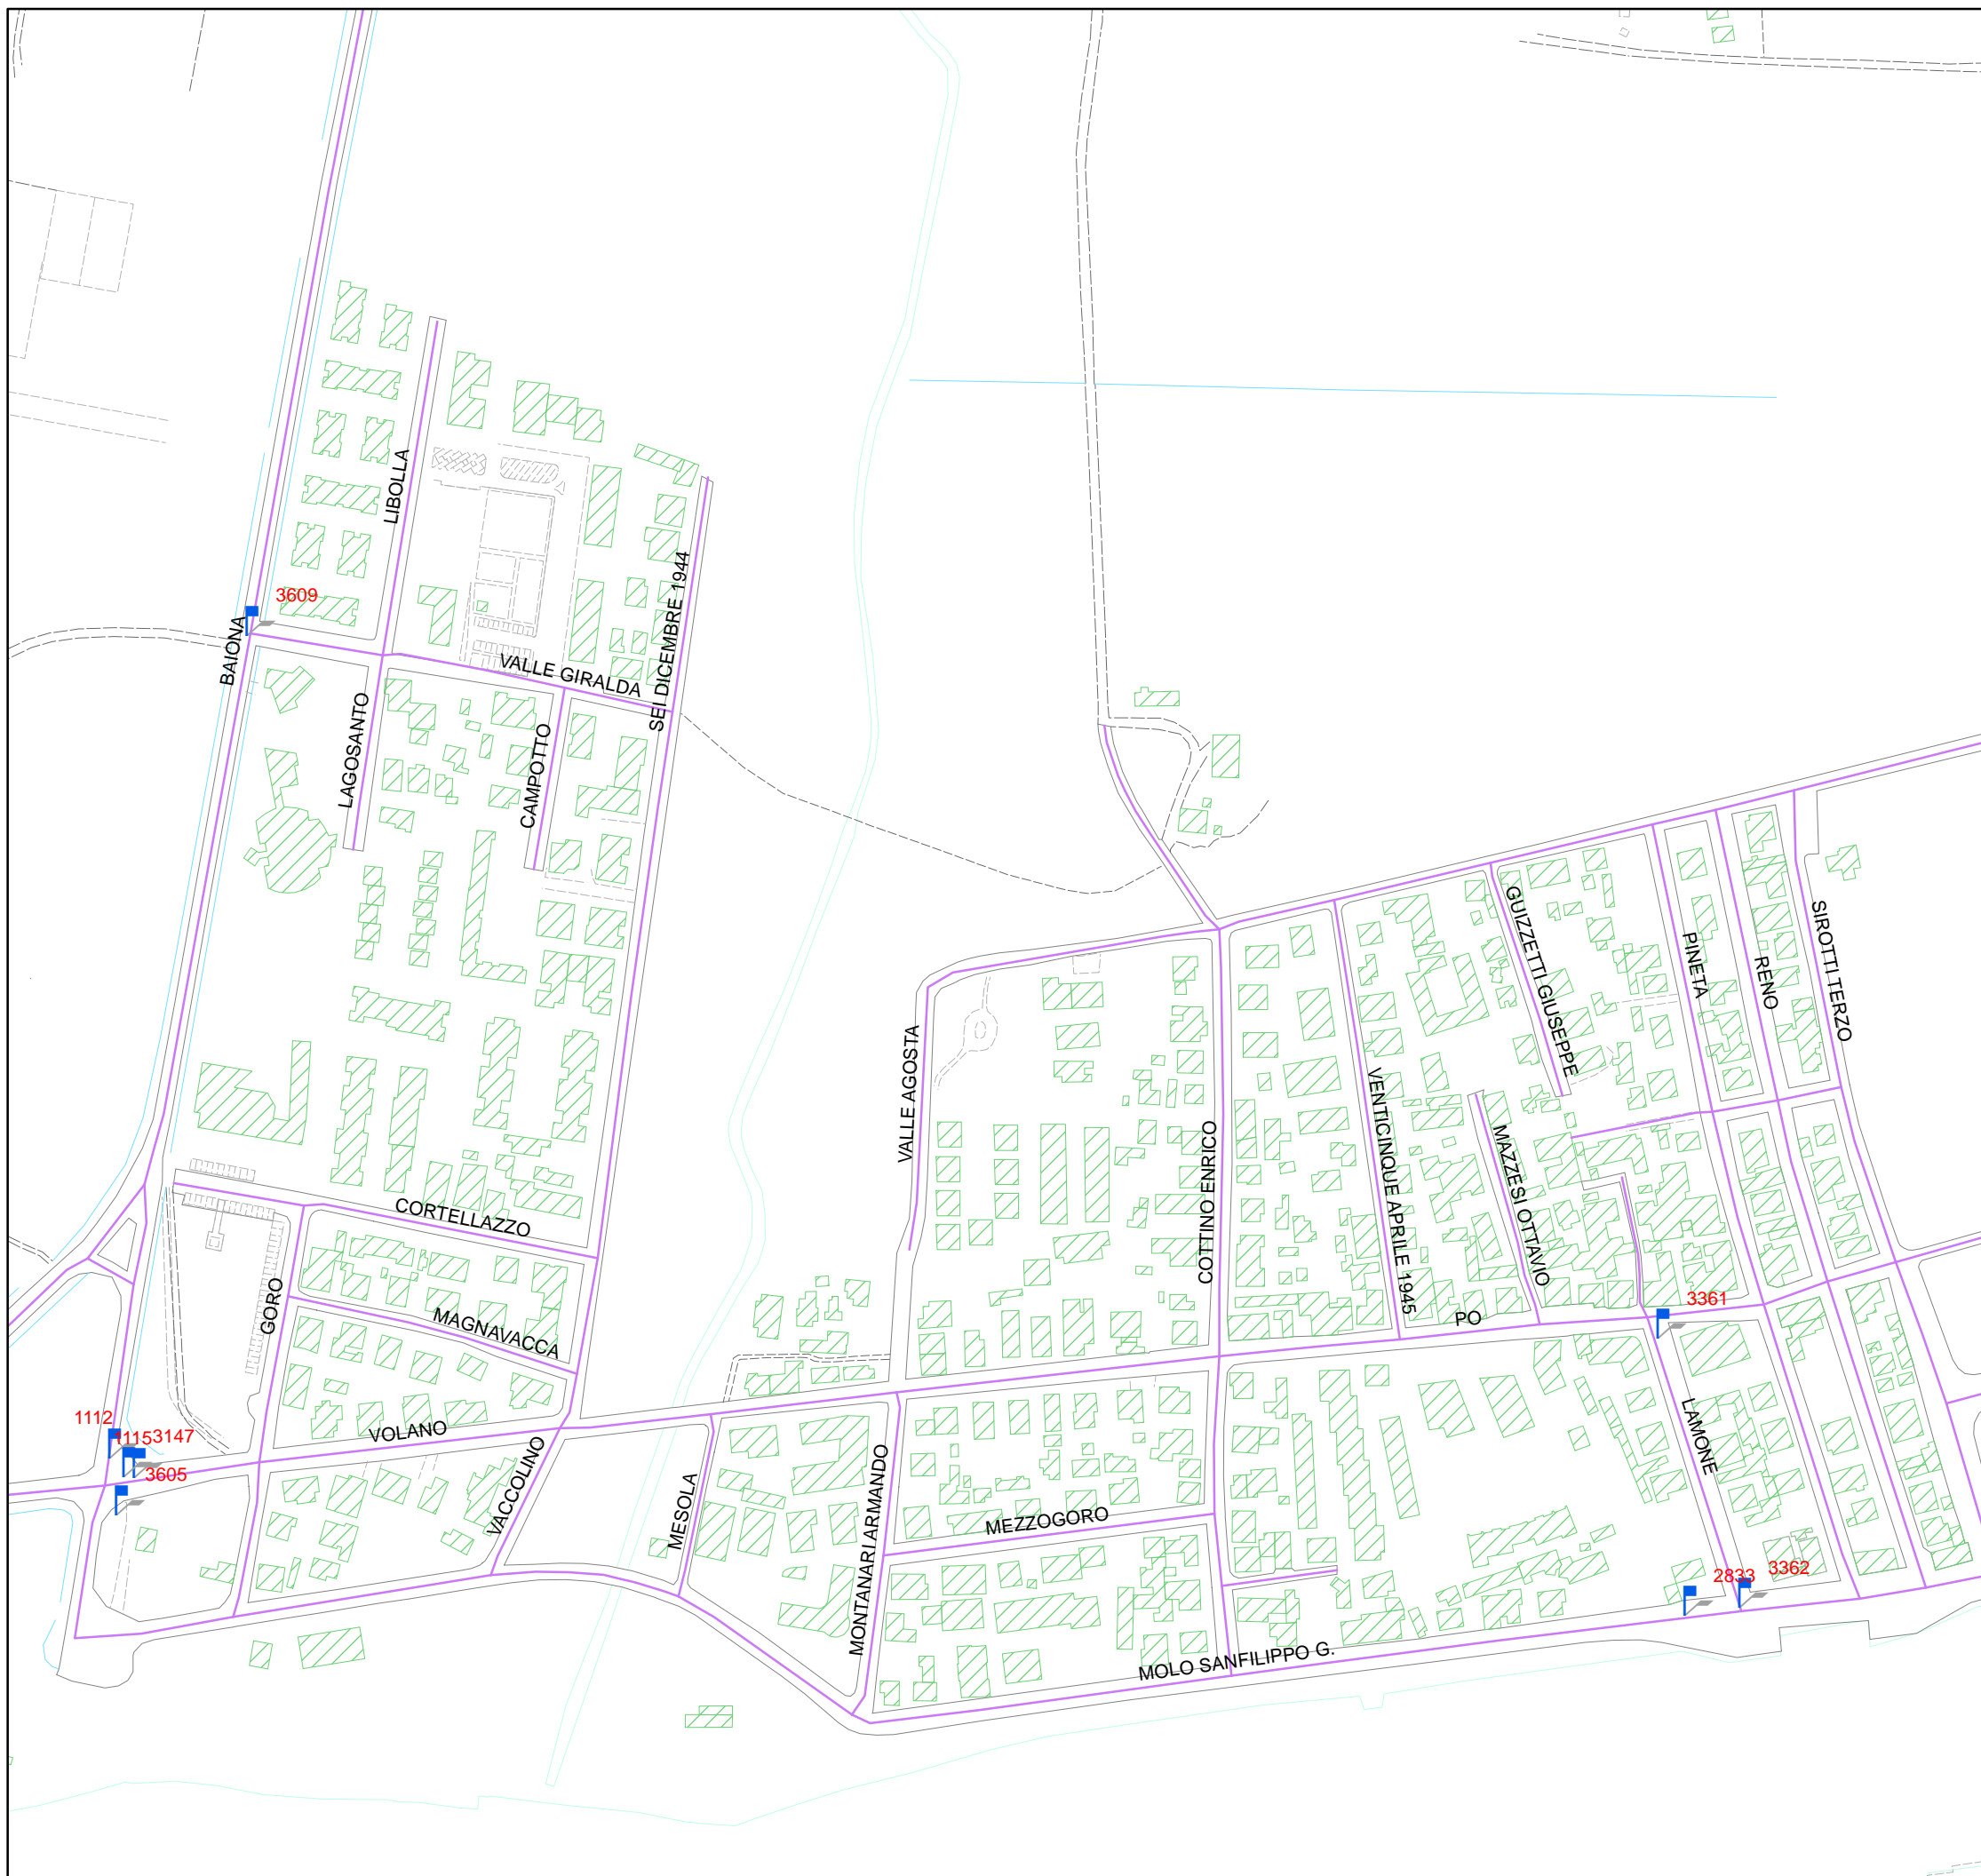 LIBOLLA
3609
BAIONA
SEI DICEMBRE 1944
VALLE GIRALDA
LAGOSANTO
CAMPOTTO
GUIZZETTI GIUSEPPE
PINETA
RENO
SIROTTI TERZO
VALLE AGOSTA
COTTINO ENRICO
VENTICINQUE APRILE 1945
MAZZESI OTTAVIO
CORTELLAZZO
GORO
MAGNAVACCA
PO
3361
1112
1115
3147
3605
VOLANO
VACCOLINO
MESOLA
MONTANARI ARMANDO
MEZZOGORO
LAMONE
2833
3362
MOLO SANFILIPPO G.